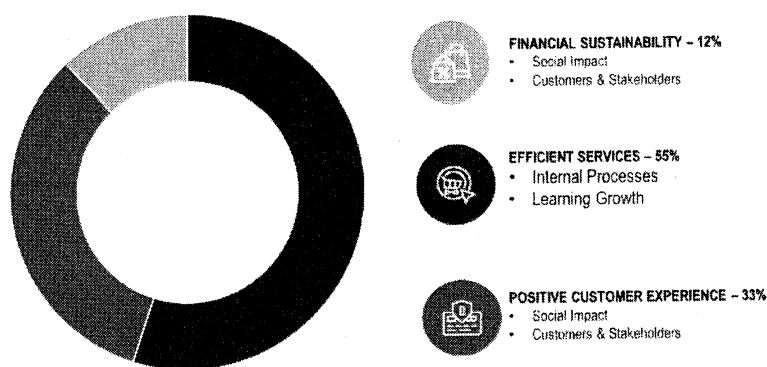 FINANCIAL SUSTAINABILITY – 12%
• Social Impact
• Customers & Stakeholders
EFFICIENT SERVICES – 55%
• Internal Processes
• Learning Growth
POSITIVE CUSTOMER EXPERIENCE – 33%
• Social Impact
• Customers & Stakeholders